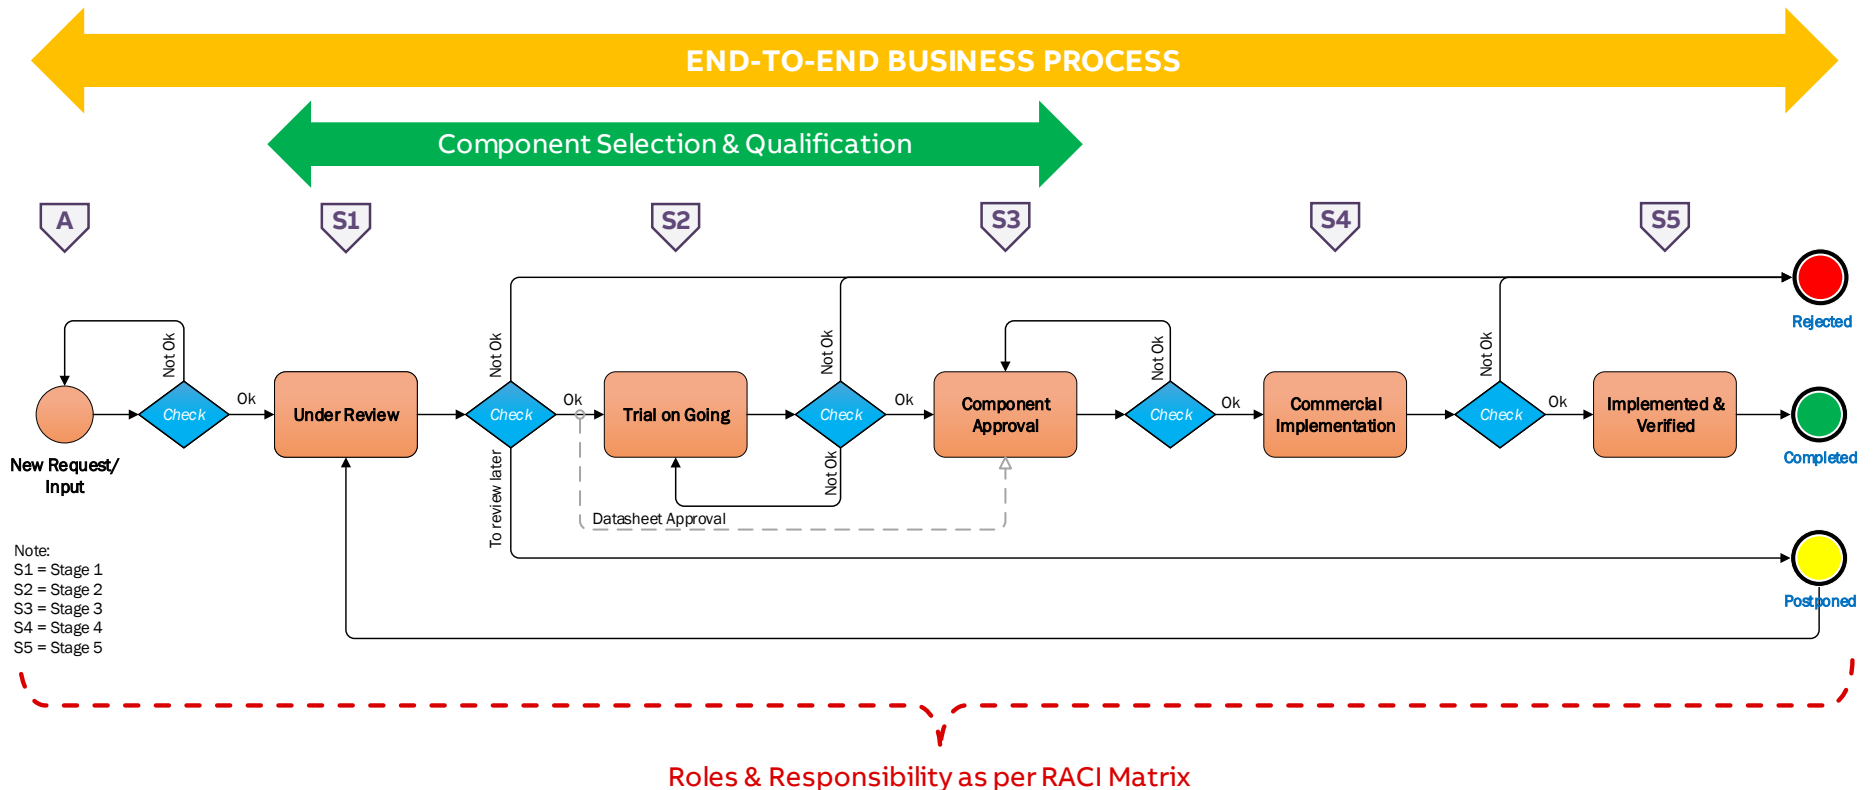 END-TO-END BUSINESS PROCESS
Component Selection & Qualification
A
S1
S2
S3
S4
S5
Rejected
Not Ok
Not Ok
Not Ok
Not Ok
Not Ok
Check
Ok
Under Review
Check
Ok
Trial on Going
Check
Ok
Component
Approval
Check
Ok
Commercial
Implementation
Check
Ok
Implemented &
Verified
Completed
New Request/
Input
To review later
Not Ok
Datasheet Approval
Postponed
Note:
S1 = Stage 1
S2 = Stage 2
S3 = Stage 3
S4 = Stage 4
S5 = Stage 5
Roles & Responsibility as per RACI Matrix